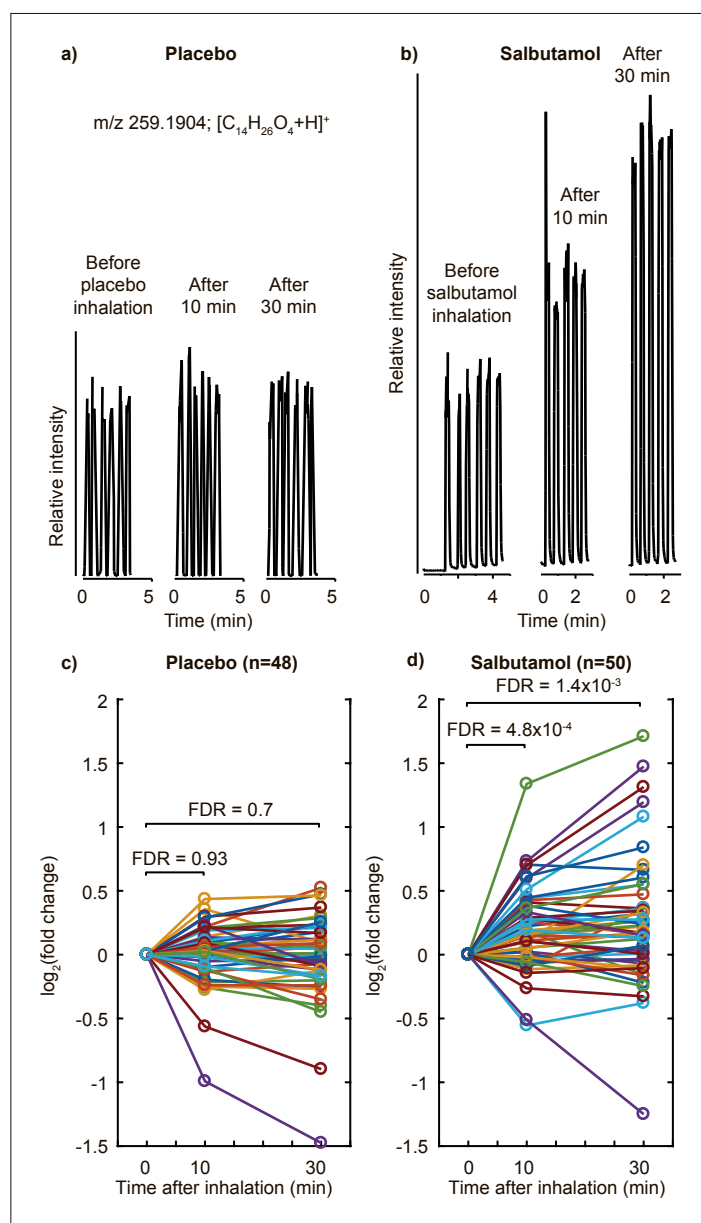 a) Placebo
m/z 259.1904; [C14H26O4+H]+
Before
placebo
inhalation
After
10 min
After
30 min
Relative intensity
0 5 0 5 0 5
Time (min)
b) Salbutamol
After
30 min
After
10 min
Before
salbutamol
inhalation
Relative intensity
0 2 4 0 2 0 2
Time (min)
c) Placebo (n=48)
2
1.5
1
FDR = 0.7
FDR = 0.93
0.5
0
-0.5
-1
-1.5
log2(fold change)
0 10 30
Time after inhalation (min)
d) Salbutamol (n=50)
2
FDR = 1.4x10-3
FDR = 4.8x10-4
1.5
1
0.5
0
-0.5
-1
-1.5
log2(fold change)
0 10 30
Time after inhalation (min)